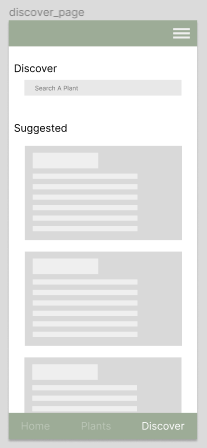 discover_page
Discover
Search A Plant
Suggested
Home Plants Discover